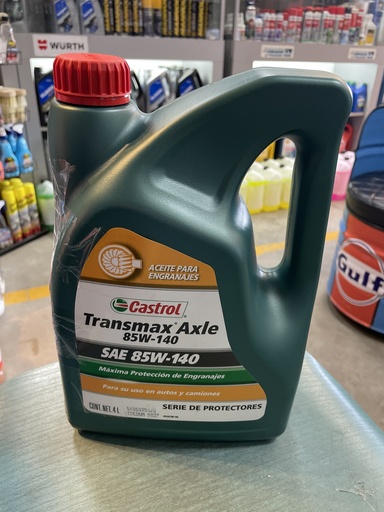 WÜRTH
ACEITE PARA
ENGRANAJES
Castrol
Transmax Axle
85W-140
SAE 85W-140
Máxima Protección de Engranajes
Para su uso en autos y camiones
CONT. NET. 4 L
SERIE DE PROTECTORES
Gulf